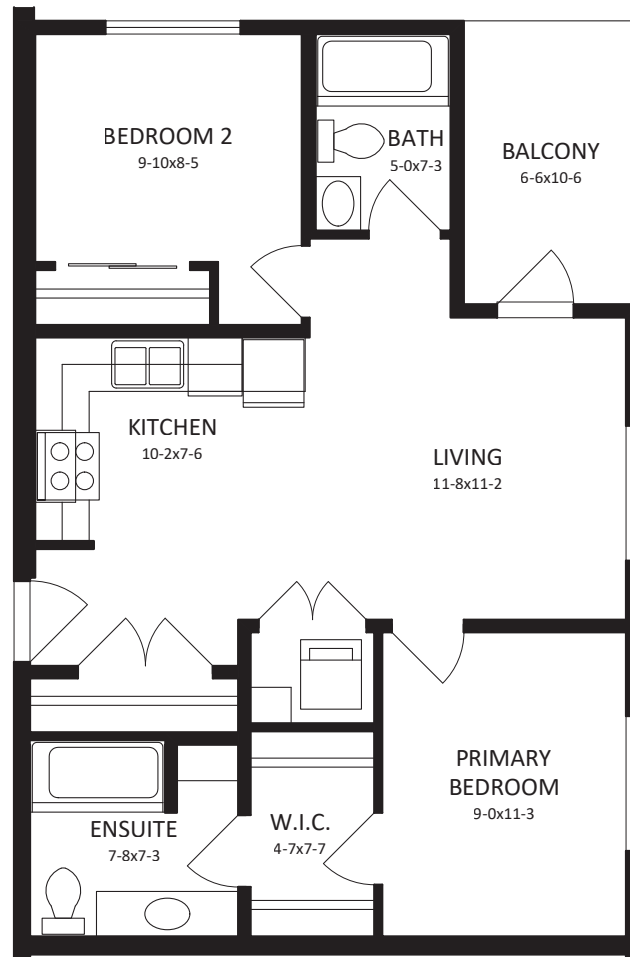 BEDROOM 2
9-10x8-5
BATH
5-0x7-3
BALCONY
6-6x10-6
KITCHEN
10-2x7-6
LIVING
11-8x11-2
PRIMARY
BEDROOM
9-0x11-3
ENSUITE
7-8x7-3
W.I.C.
4-7x7-7